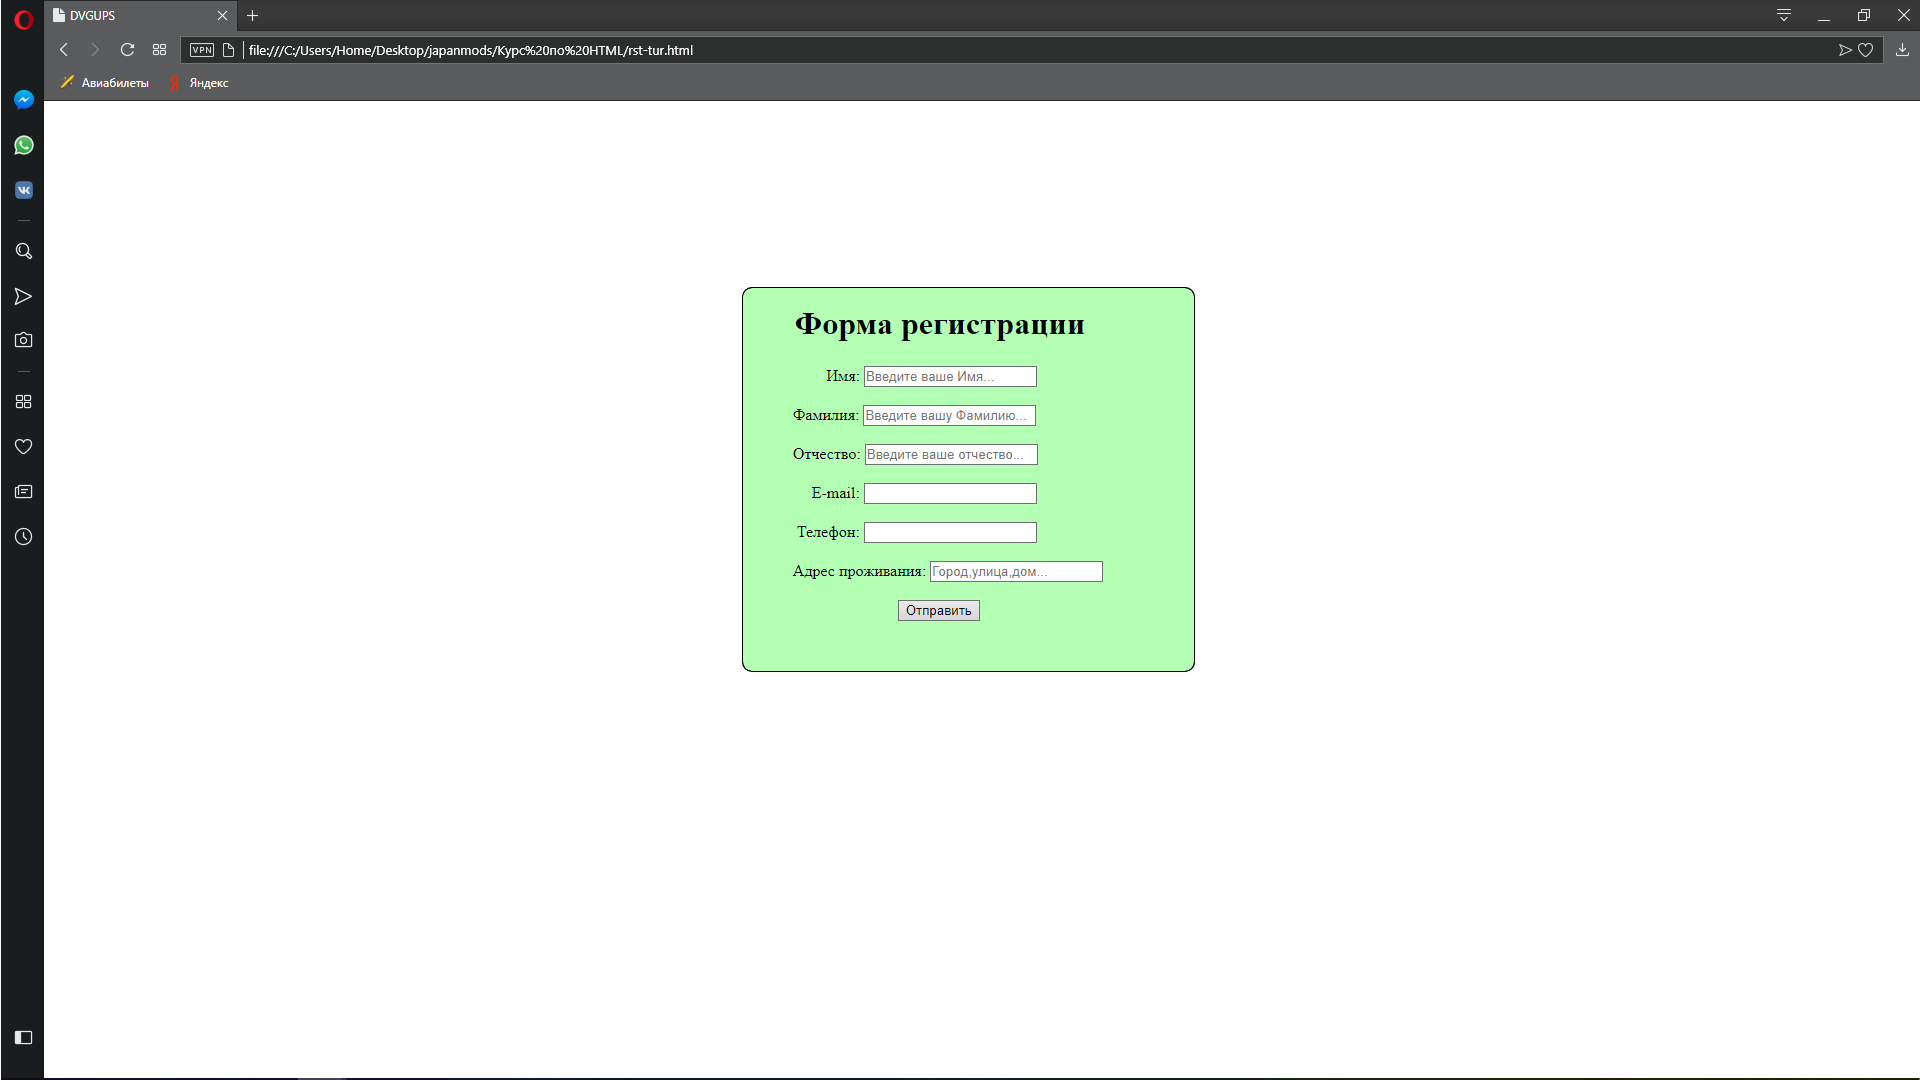 DVGUPS
VPN
file:///C:/Users/Home/Desktop/japanmods/Курс%20по%20HTML/rst-tur.html
Авиабилеты
Я Яндекс
Форма регистрации
Имя: Введите ваше Имя...
Фамилия: Введите вашу Фамилию...
Отчество: Введите ваше отчество...
E-mail:
Телефон:
Адрес проживания: Город,улица,дом...
Отправить